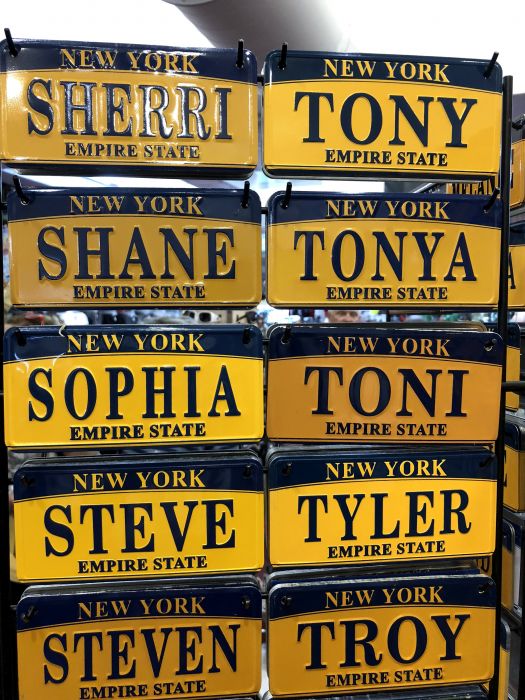 NEW YORK
SHERRI
EMPIRE STATE
NEW YORK
TONY
EMPIRE STATE
NEW YORK
SHANE
EMPIRE STATE
NEW YORK
TONYA
EMPIRE STATE
NEW YORK
SOPHIA
EMPIRE STATE
NEW YORK
TONI
EMPIRE STATE
NEW YORK
STEVE
EMPIRE STATE
NEW YORK
TYLER
EMPIRE STATE
NEW YORK
STEVEN
EMPIRE STATE
NEW YORK
TROY
EMPIRE STATE